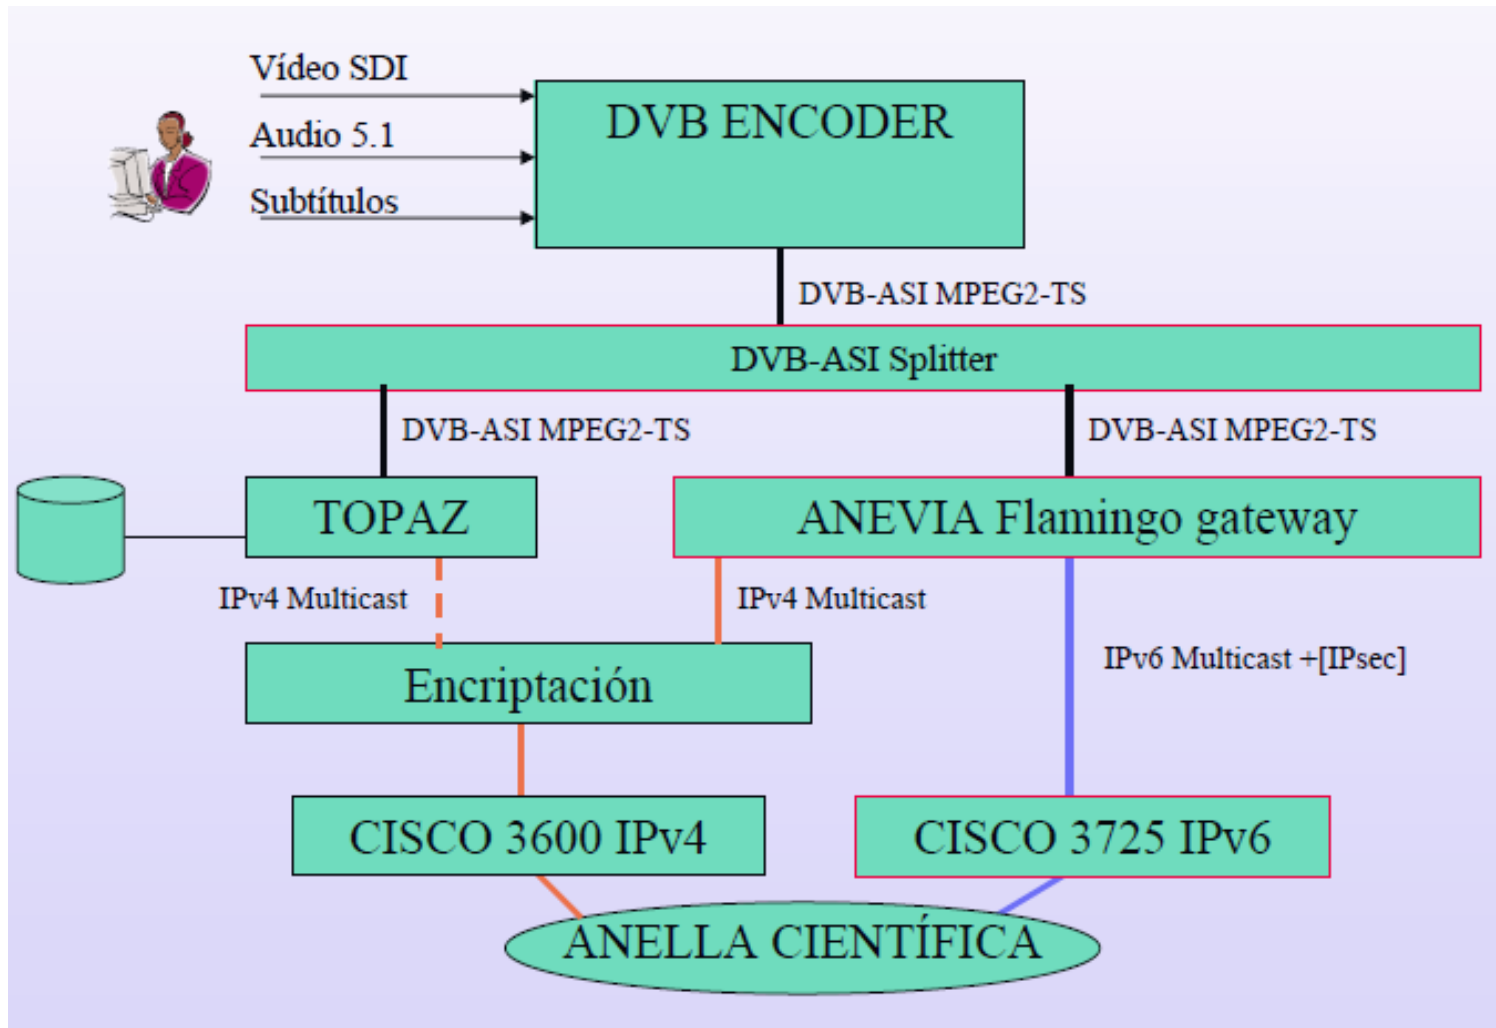 Vídeo SDI
Audio 5.1
Subtítulos
DVB ENCODER
DVB-ASI MPEG2-TS
DVB-ASI Splitter
DVB-ASI MPEG2-TS
DVB-ASI MPEG2-TS
TOPAZ
ANEVIA Flamingo gateway
IPv4 Multicast
IPv4 Multicast
IPv6 Multicast +[IPsec]
Encriptación
CISCO 3600 IPv4
CISCO 3725 IPv6
ANELLA CIENTÍFICA